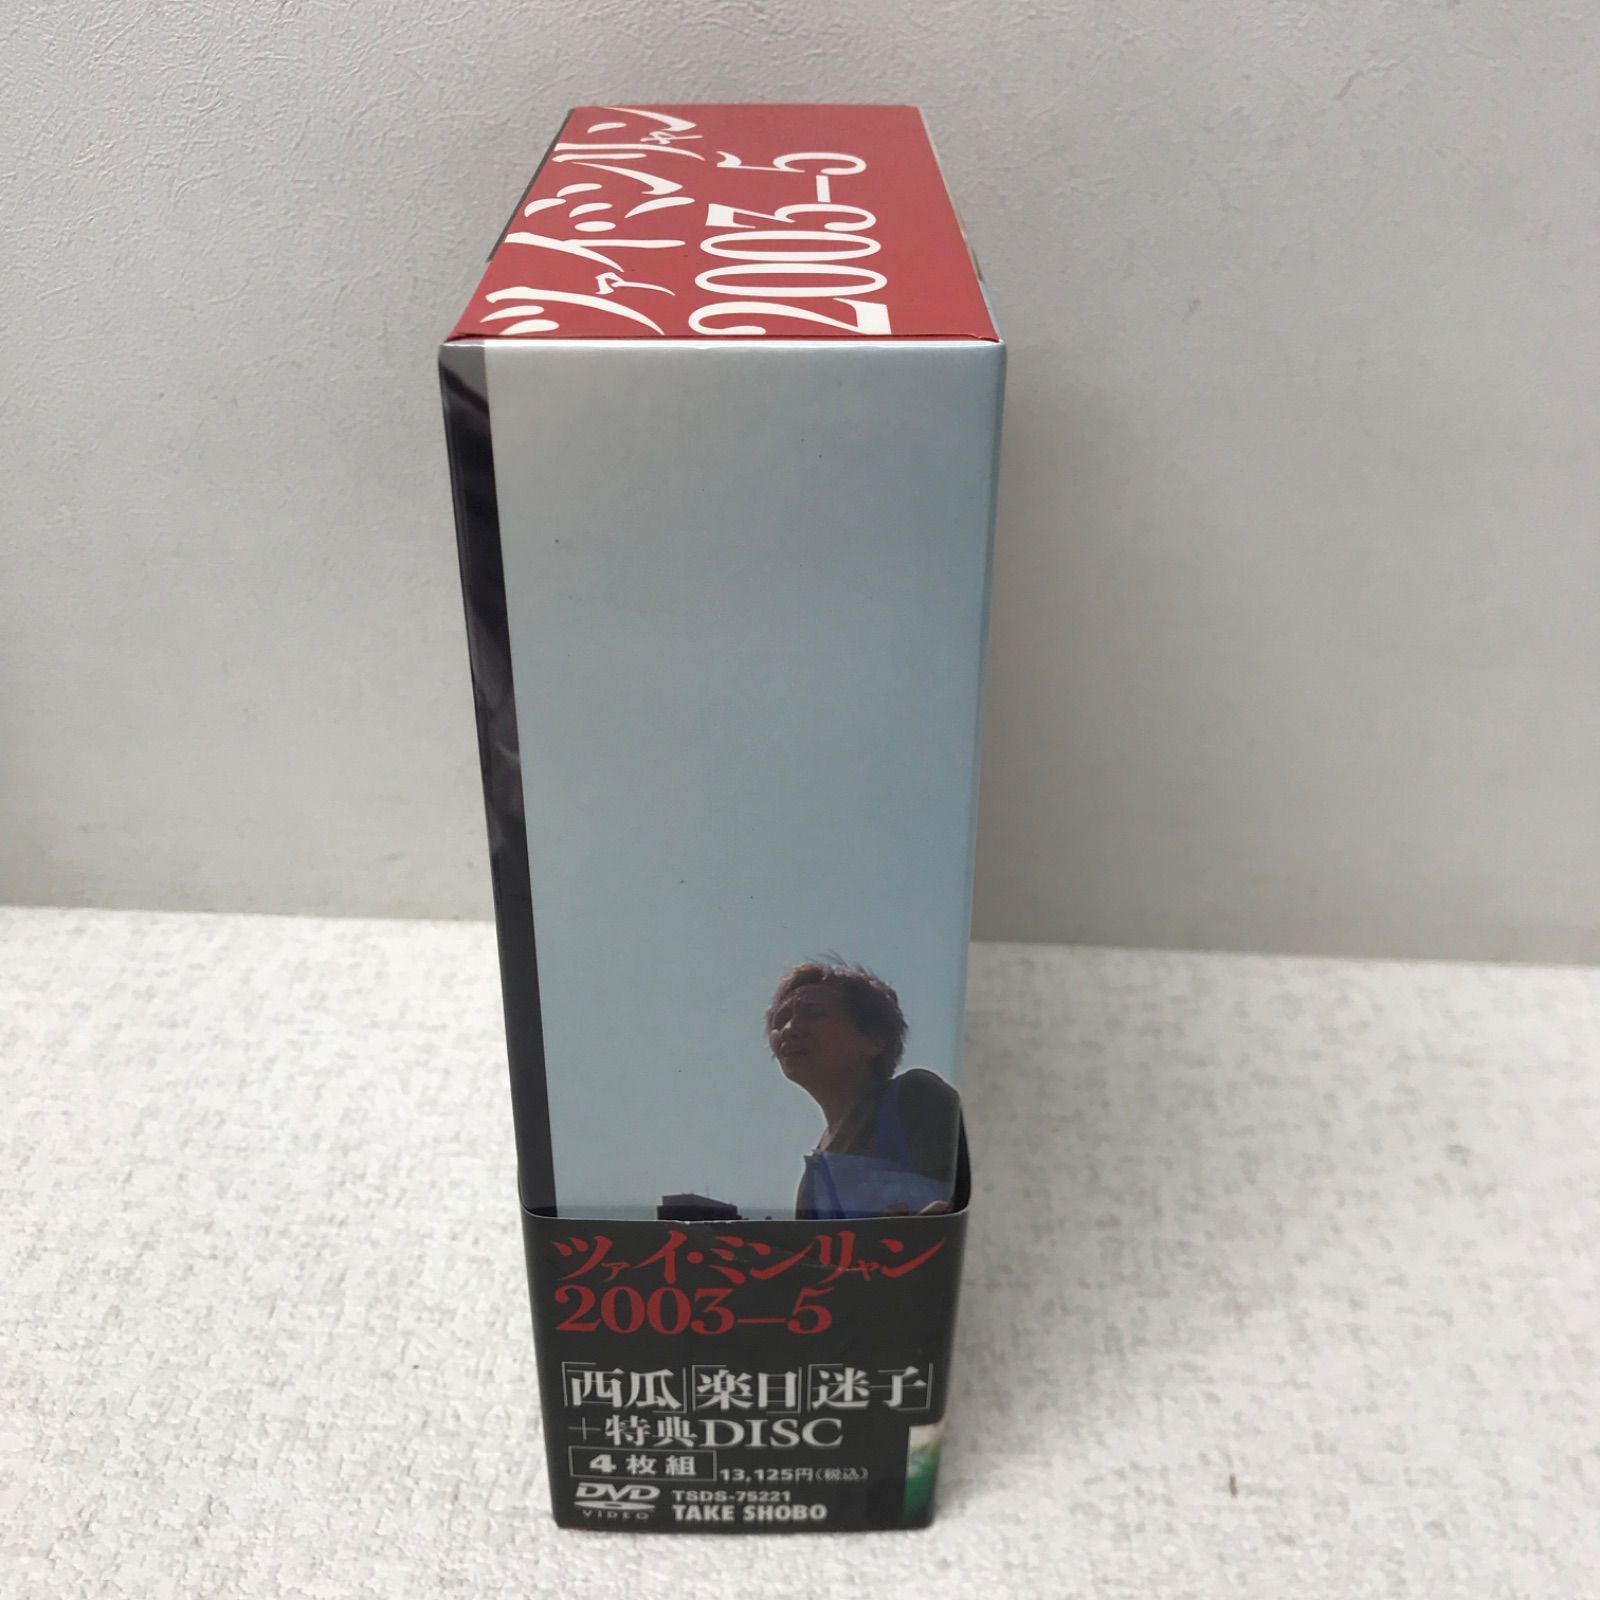 ツァイ・ミンリャン
2003–5
ツァイ・ミンリャン
2003–5
「西瓜」「楽日」「迷子」
+特典DISC
4枚組 13,125円(税込)
DVD VIDEO TSDS-75221
TAKE SHOBO